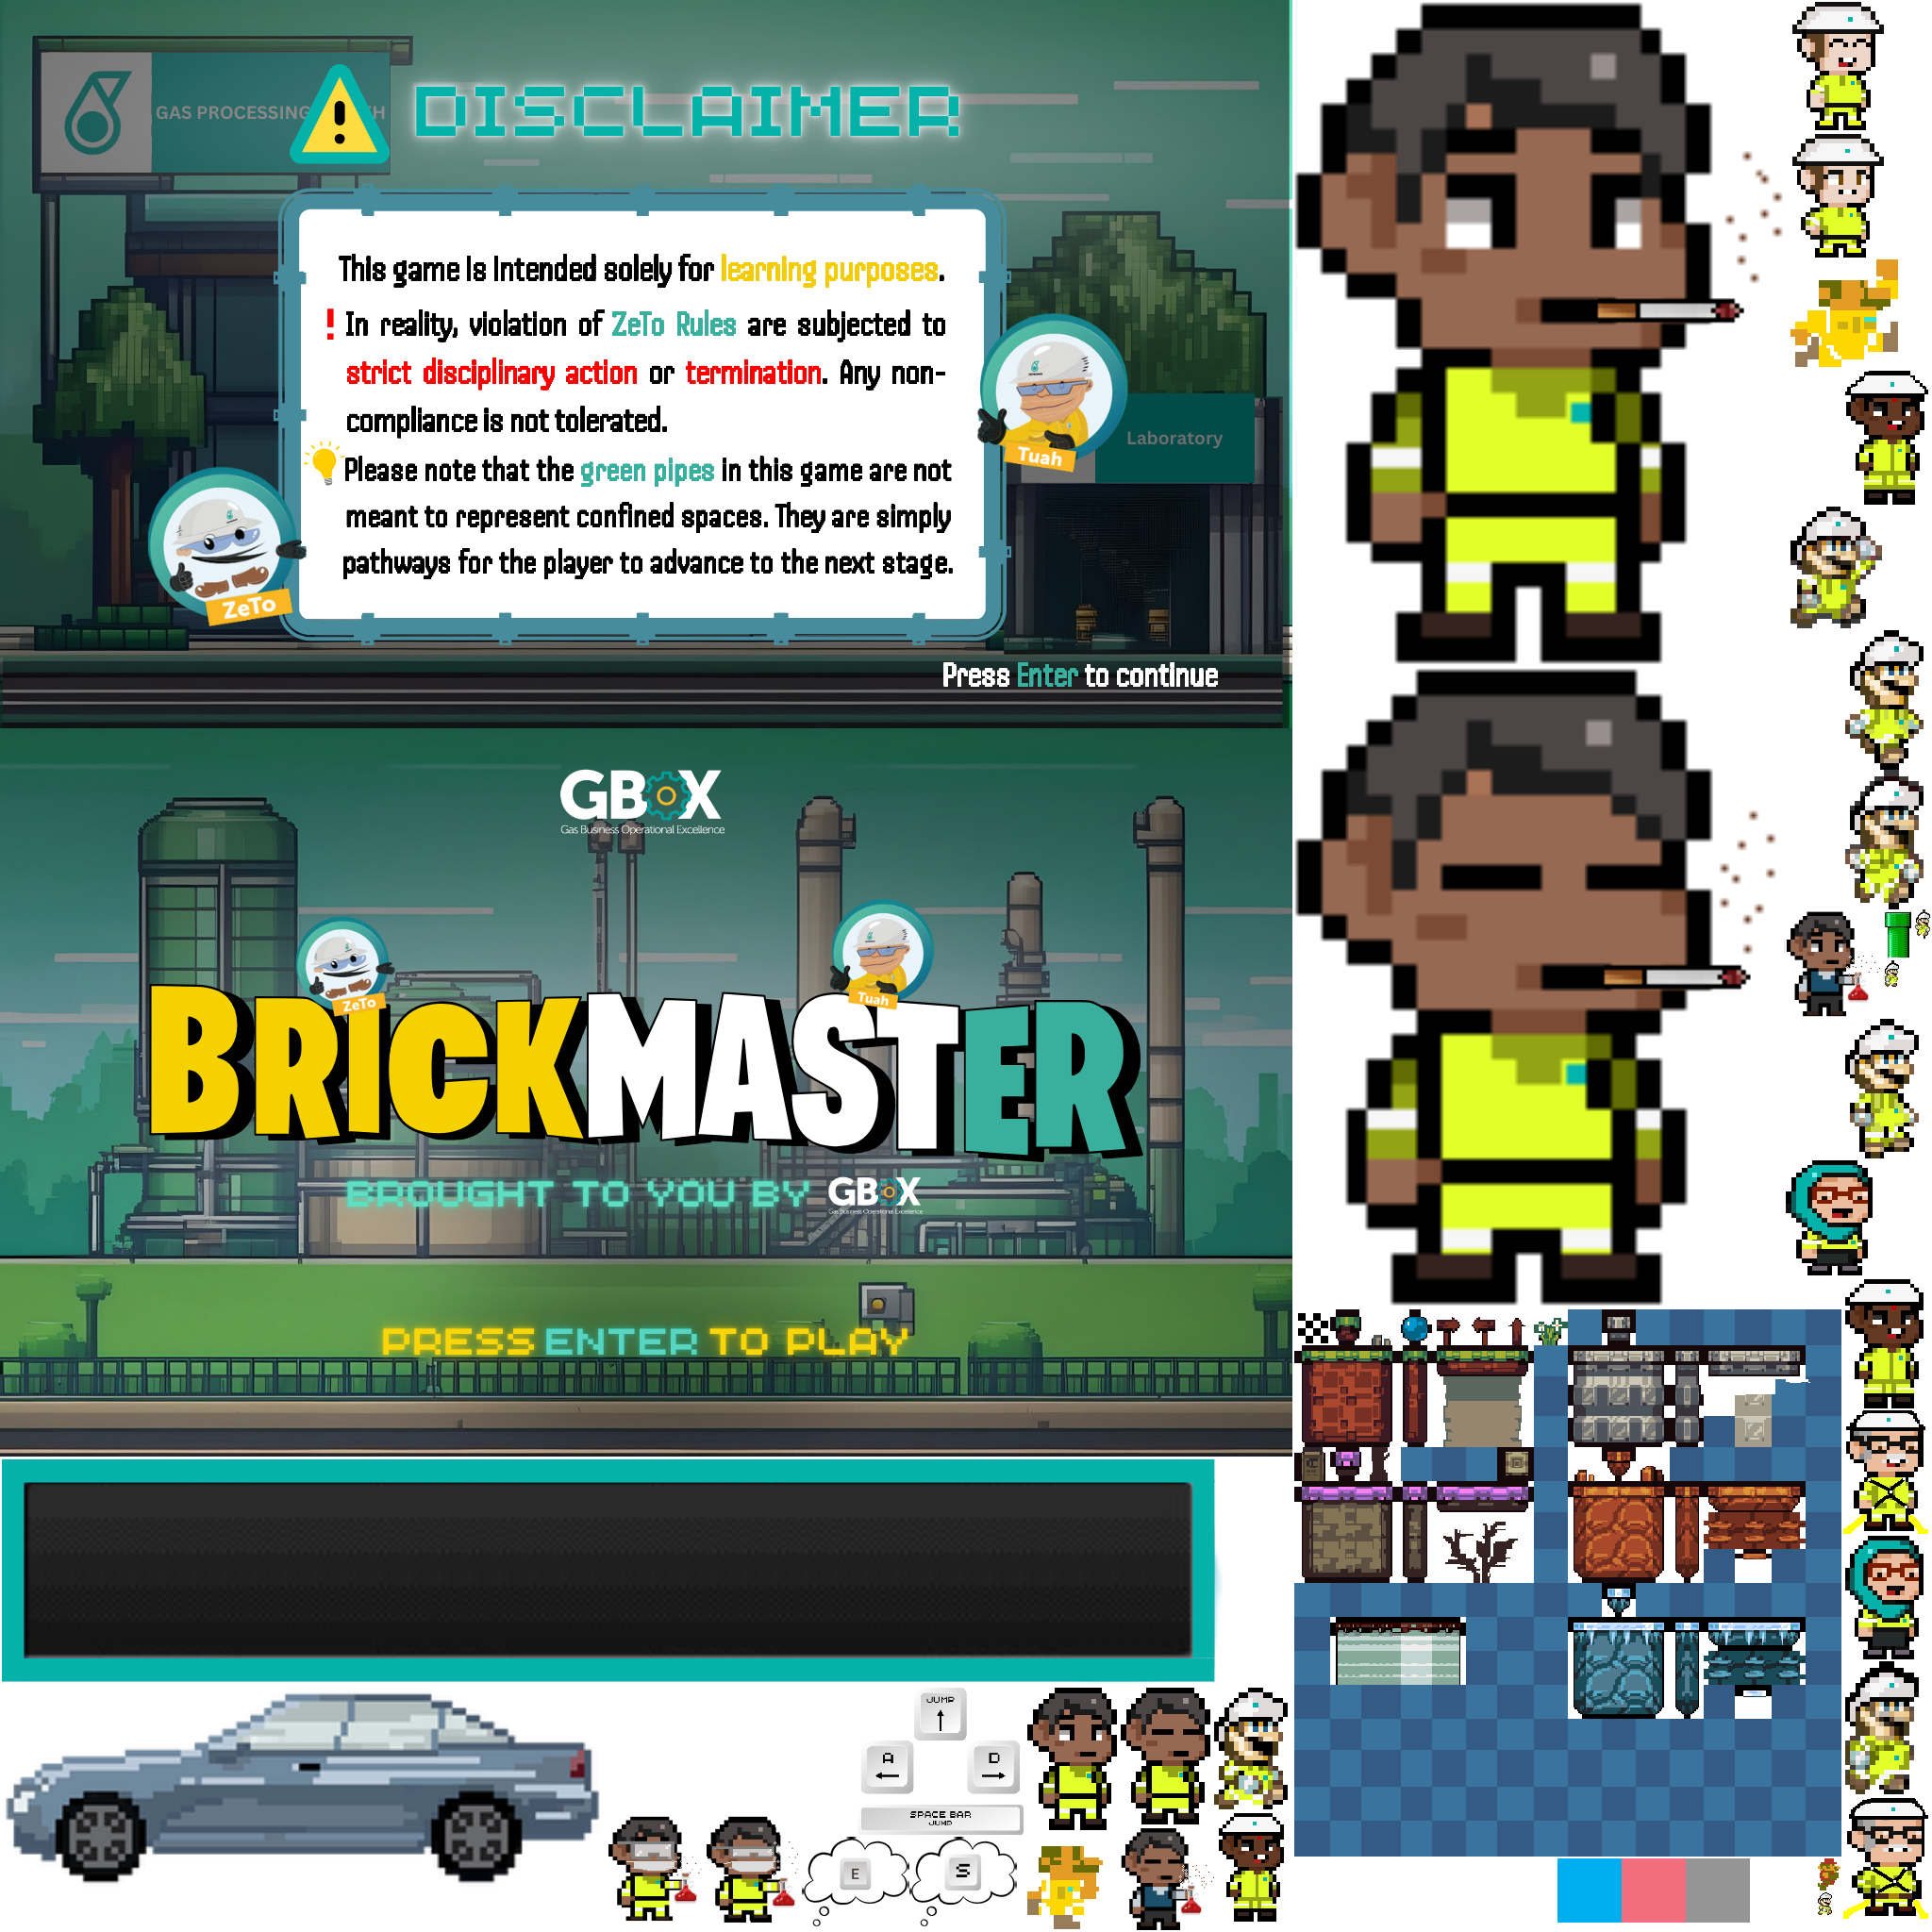 GAS PROCESSING
H
!
DISCLAIMER
This game is intended solely for learning purposes.
! In reality, violation of ZeTo Rules are subjected to
strict disciplinary action or termination. Any non-
compliance is not tolerated.
Please note that the green pipes in this game are not
meant to represent confined spaces. They are simply
pathways for the player to advance to the next stage.
Tuah
Laboratory
ZeTo
Press Enter to continue
GBOX
Gas Business Operational Excellence
ZeTo
Tuah
BRICKMASTER
BROUGHT TO YOU BY GBOX
Gas Business Operational Excellence
PRESS ENTER TO PLAY
JUMP
A
D
SPACE BAR
JUMP
E
S